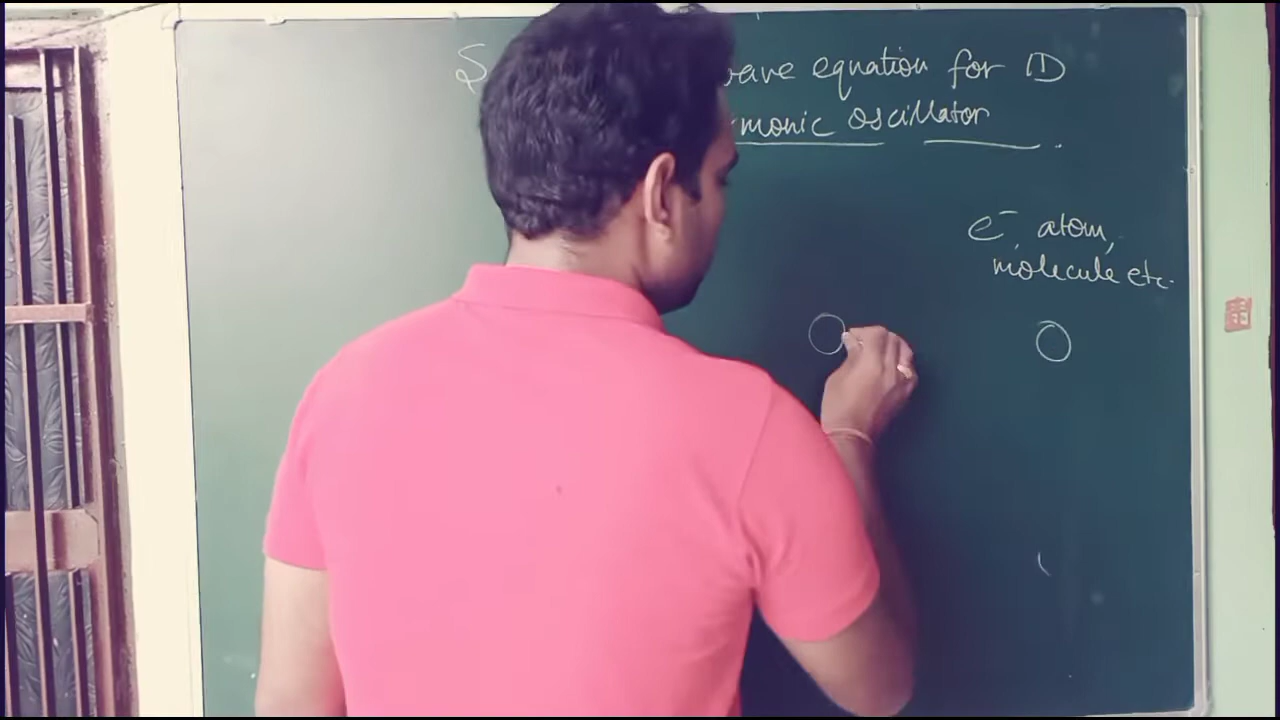 wave equation for 1D
monic oscillator
e⁻, atom,
molecule etc.